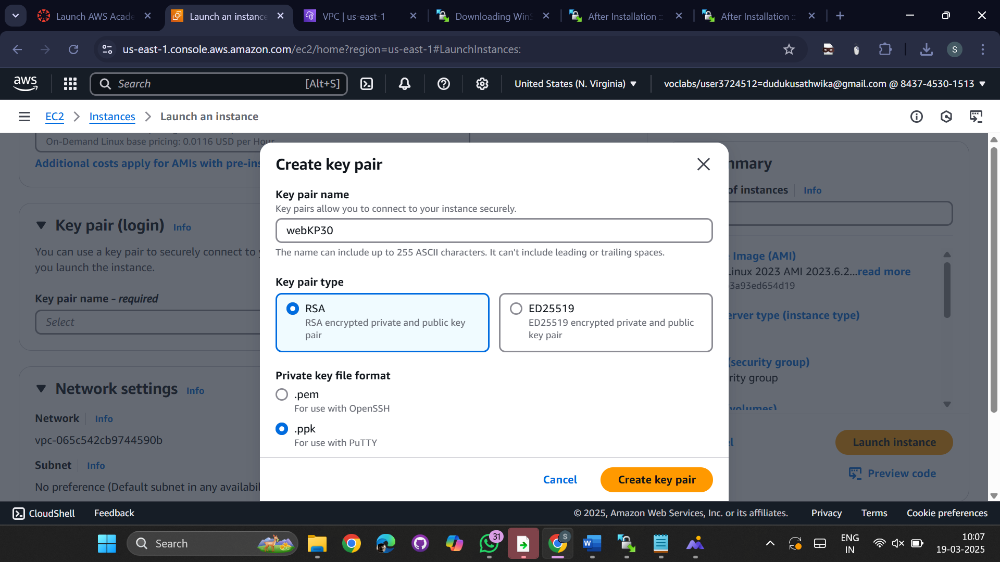 Launch AWS Acade
Launch an instance
VPC | us-east-1
Downloading WinS
After Installation ::
After Installation ::
us-east-1.console.aws.amazon.com/ec2/home?region=us-east-1#LaunchInstances:
S
aws
Search
[Alt+S]
United States (N. Virginia)
voclabs/user3724512=dudukusathwika@gmail.com @ 8437-4530-1513
EC2
Instances
Launch an instance
On-Demand Linux base pricing: 0.0116 USD per Hour
Additional costs apply for AMIs with pre-ins
Key pair (login) Info
You can use a key pair to securely connect to
you launch the instance.
Key pair name - required
Select
Network settings Info
Network Info
vpc-065c542cb9744590b
Subnet Info
No preference (Default subnet in any availabil
Create key pair
Key pair name
Key pairs allow you to connect to your instance securely.
webKP30
The name can include up to 255 ASCII characters. It can't include leading or trailing spaces.
Key pair type
RSA
RSA encrypted private and public key
pair
ED25519
ED25519 encrypted private and public
key pair
Private key file format
.pem
For use with OpenSSH
.ppk
For use with PuTTY
Cancel
Create key pair
mmary
of instances Info
Image (AMI)
Linux 2023 AMI 2023.6.2...read more
3a93ed654d19
erver type (instance type)
(security group)
rity group
(volumes)
Launch instance
Preview code
CloudShell
Feedback
© 2025, Amazon Web Services, Inc. or its affiliates.
Privacy
Terms
Cookie preferences
Search
31
S
W
ENG
IN
10:07
19-03-2025